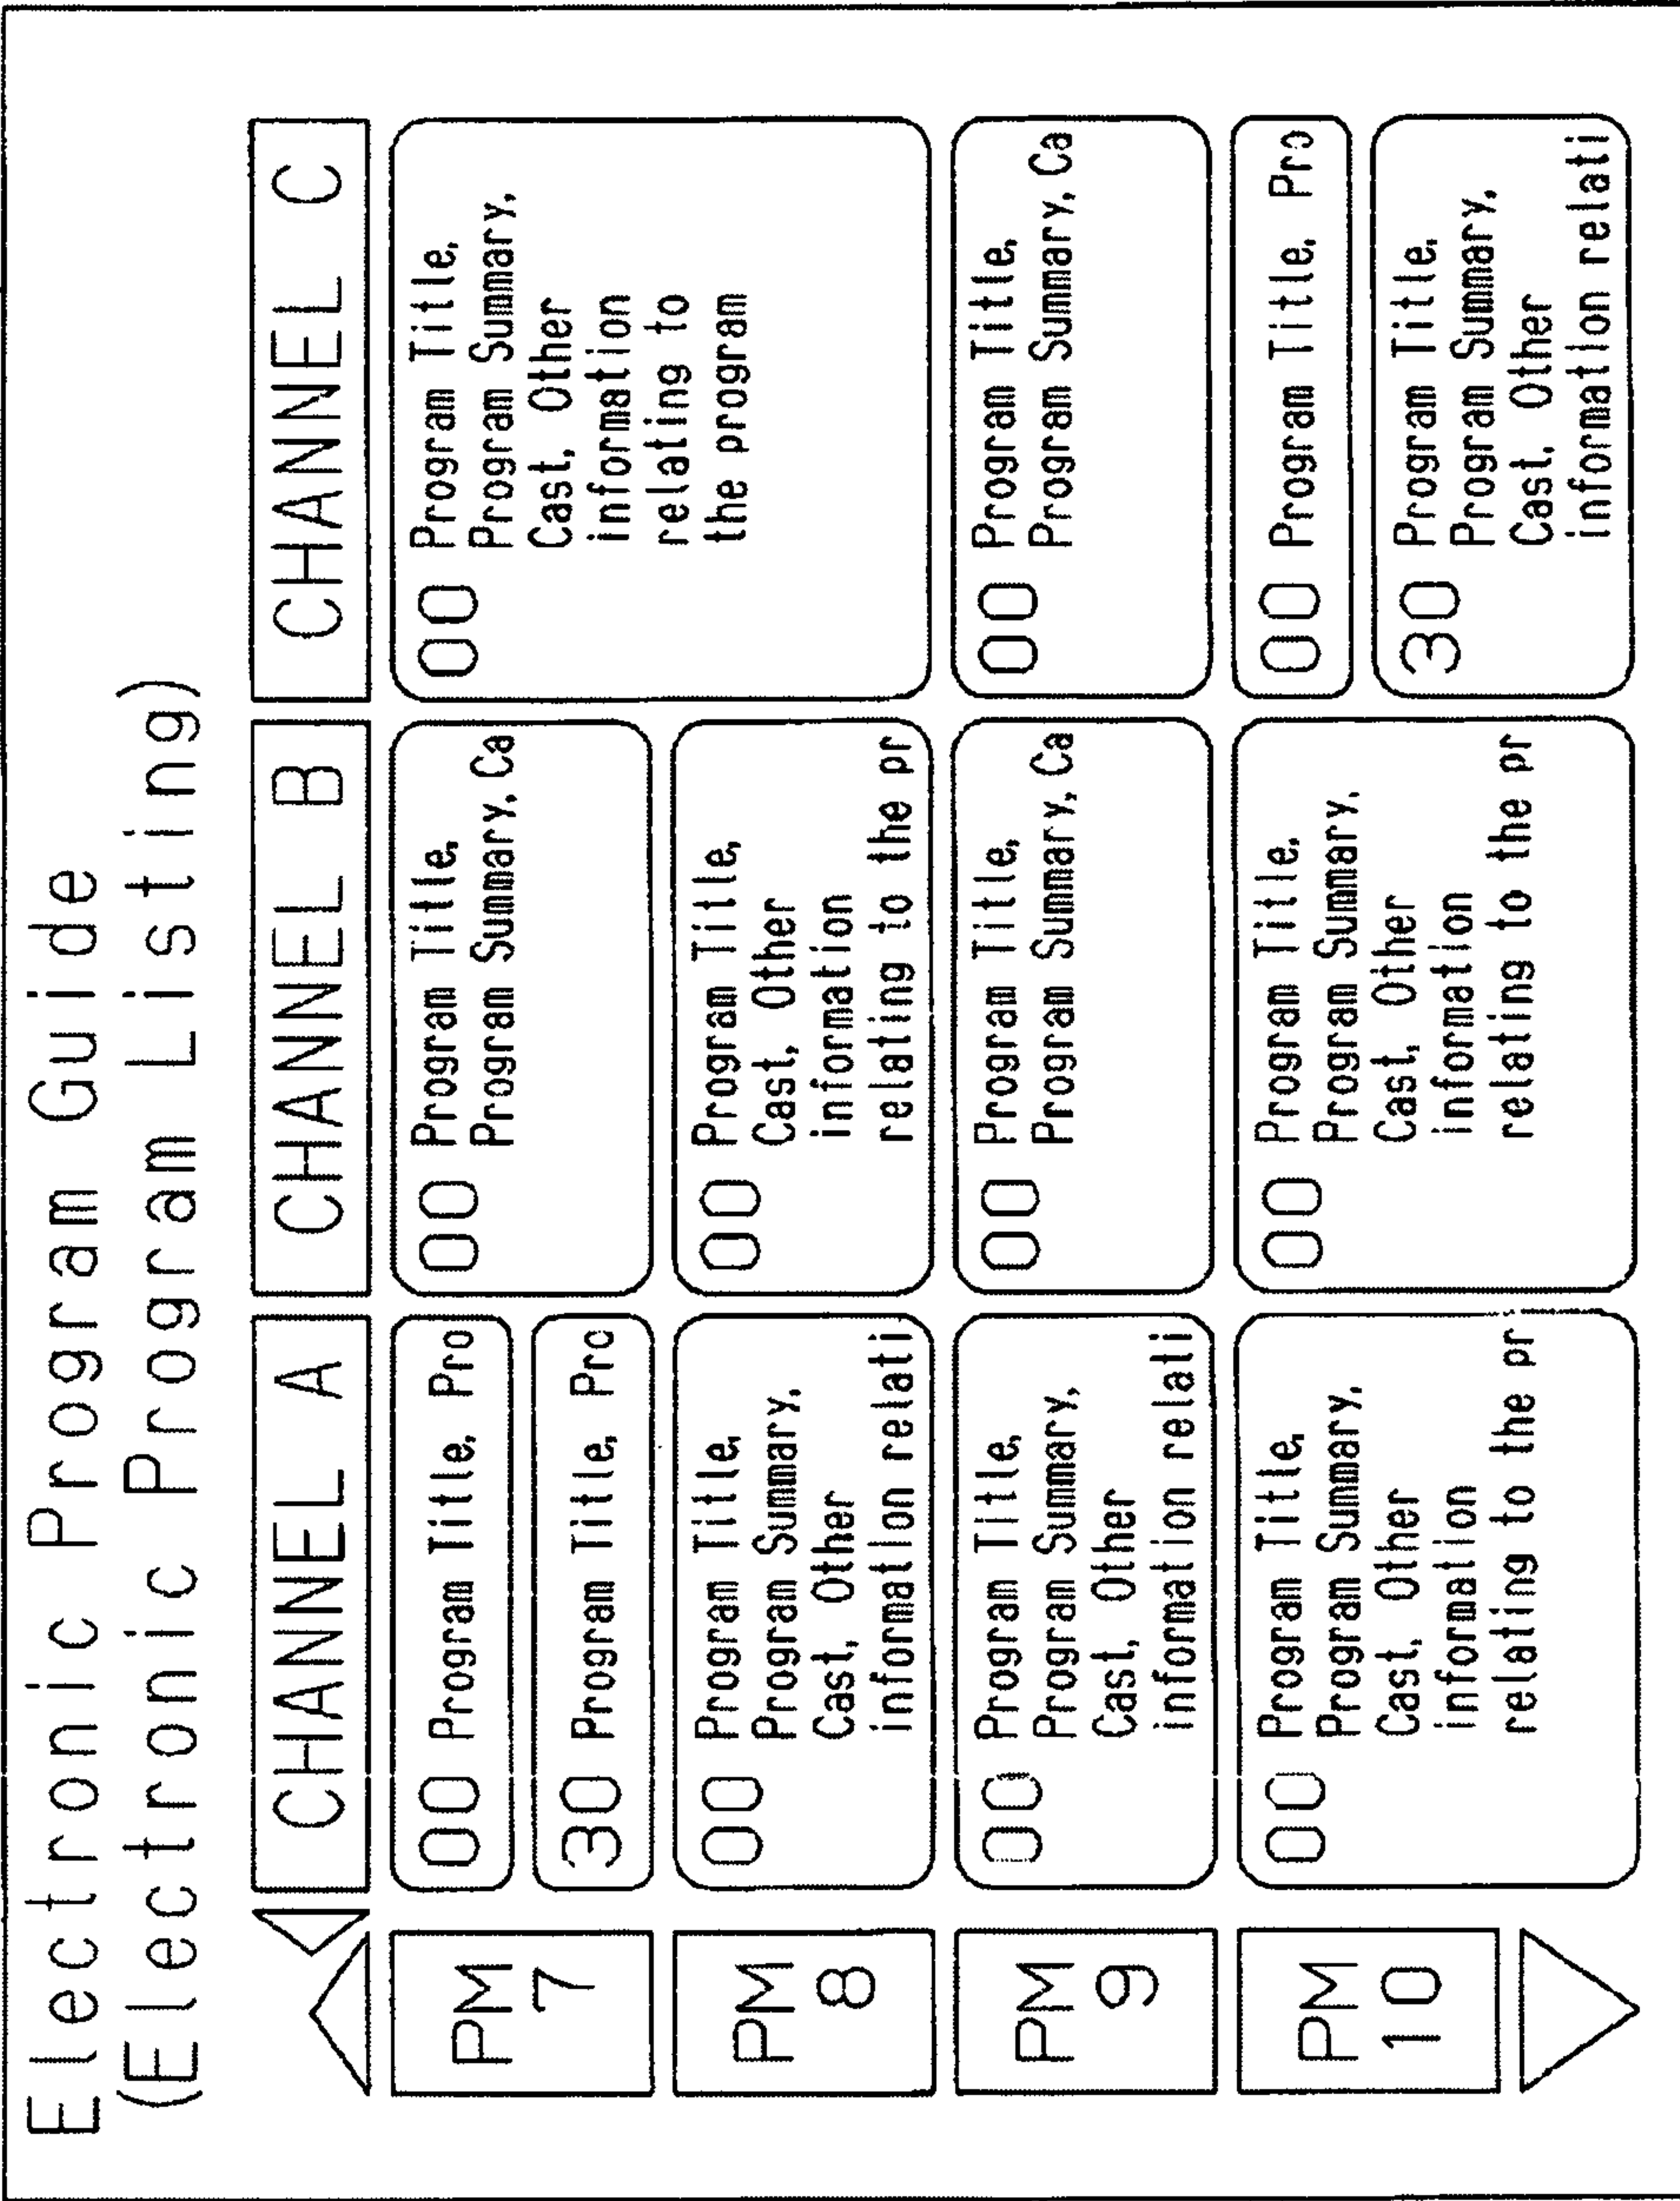 Electronic Program Guide
(Electronic Program Listing)
CHANNEL A
CHANNEL B
CHANNEL C
PM
7
PM
8
PM
9
PM
10
00 Program Title, Pro
30 Program Title, Pro
00 Program Title,
Program Summary,
Cast, Other
information relati
00 Program Title,
Program Summary,
Cast, Other
information relati
00 Program Title,
Program Summary,
Cast, Other
information
relating to the pr
00 Program Title,
Program Summary, Ca
00 Program Title,
Cast, Other
information
relating to the pr
00 Program Title,
Program Summary, Ca
00 Program Title,
Program Summary,
Cast, Other
information
relating to the pr
00 Program Title,
Program Summary,
Cast, Other
information
relating to
the program
00 Program Title,
Program Summary, Ca
00 Program Title, Pro
30 Program Title,
Program Summary,
Cast, Other
information relati